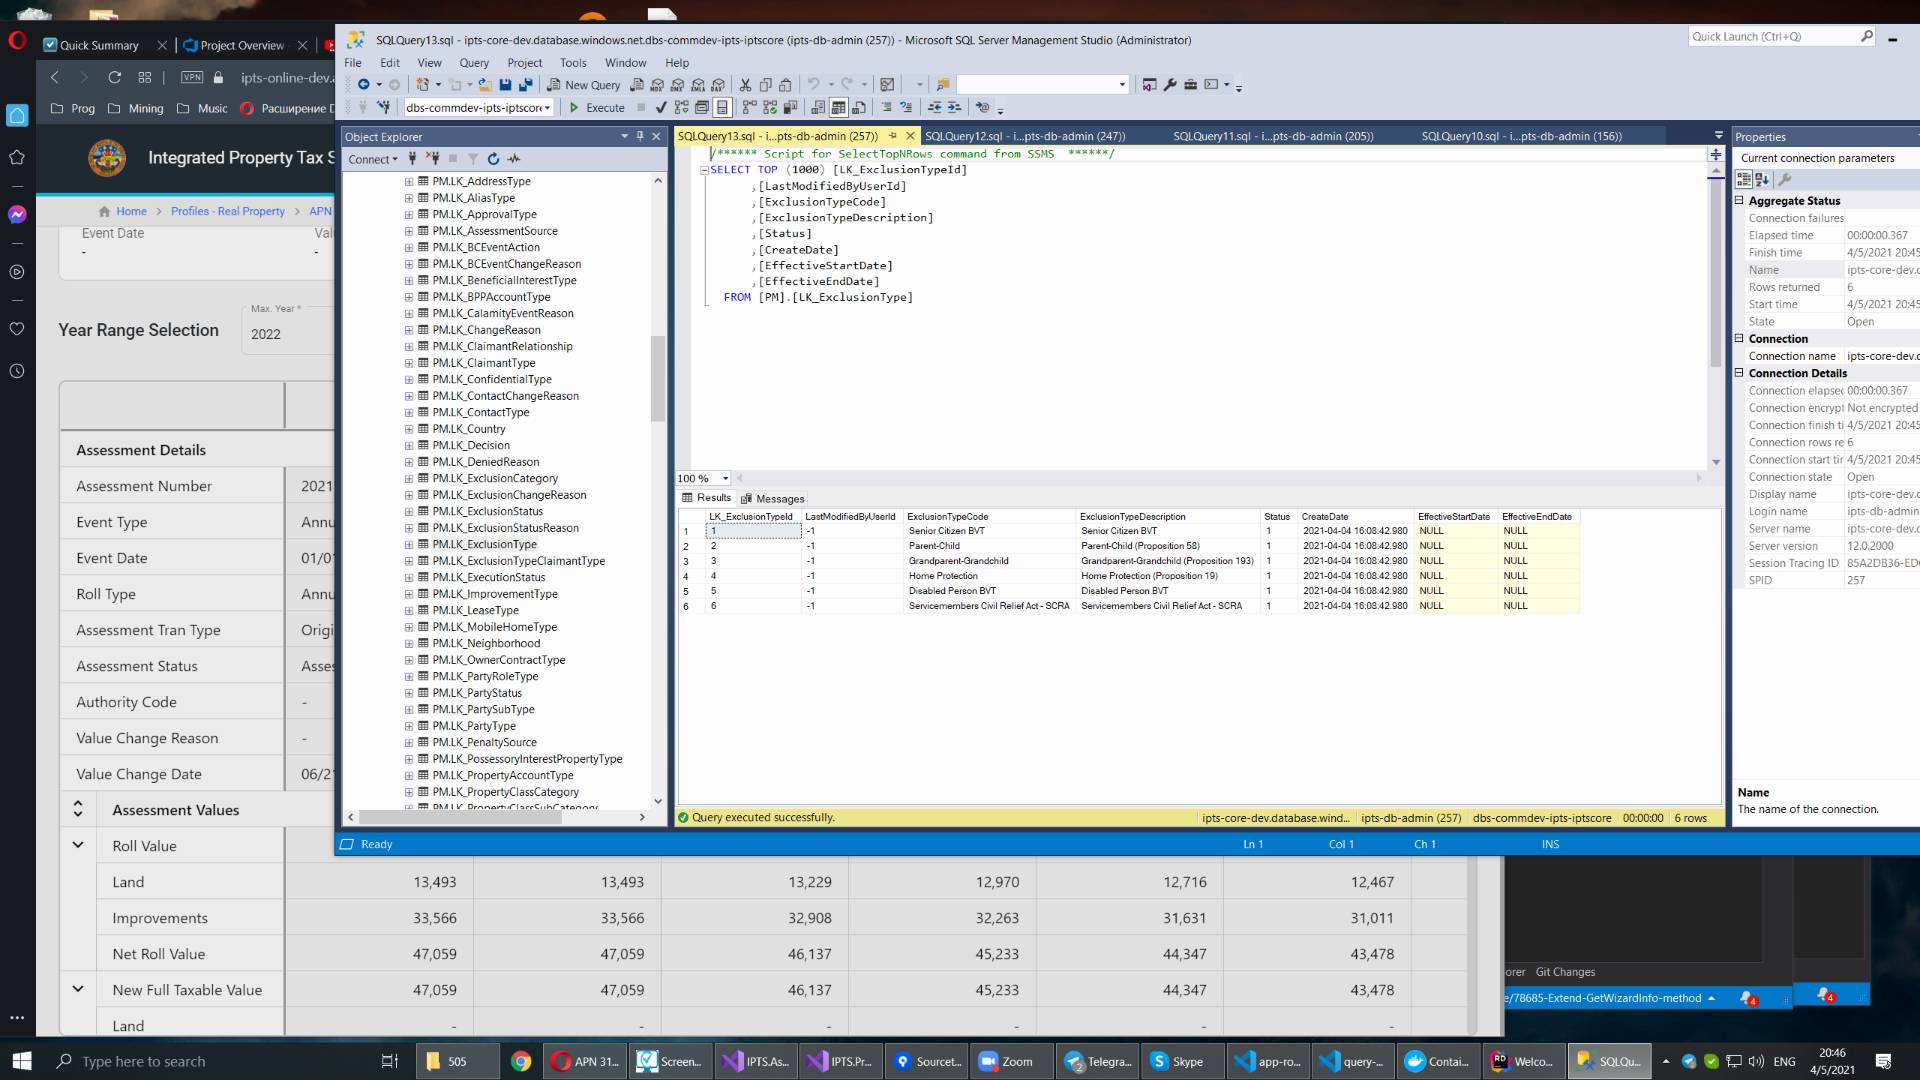 Quick Summary
Project Overview
VPN
ipts-online-dev.
Prog
Mining
Music
Расширение
Integrated Property Tax S
Home > Profiles - Real Property > APN
Event Date
-
-
Year Range Selection
Max. Year *
2022
Assessment Details
Assessment Number 2021
Event Type Annu
Event Date 01/01
Roll Type Annu
Assessment Tran Type Origi
Assessment Status Asses
Authority Code -
Value Change Reason -
Value Change Date 06/21
Assessment Values
Roll Value
Land 13,493 13,493 13,229 12,970 12,716 12,467
Improvements 33,566 33,566 32,908 32,263 31,631 31,011
Net Roll Value 47,059 47,059 46,137 45,233 44,347 43,478
New Full Taxable Value 47,059 47,059 46,137 45,233 44,347 43,478
Land - - - - - -
SQLQuery13.sql - ipts-core-dev.database.windows.net.dbs-commdev-ipts-iptscore (ipts-db-admin (257)) - Microsoft SQL Server Management Studio (Administrator)
Quick Launch (Ctrl+Q)
File Edit View Query Project Tools Window Help
New Query
dbs-commdev-ipts-iptscore
Execute
Object Explorer
Connect
PM.LK_AddressType
PM.LK_AliasType
PM.LK_ApprovalType
PM.LK_AssessmentSource
PM.LK_BCEventAction
PM.LK_BCEventChangeReason
PM.LK_BeneficialInterestType
PM.LK_BPPAccountType
PM.LK_CalamityEventReason
PM.LK_ChangeReason
PM.LK_ClaimantRelationship
PM.LK_ClaimantType
PM.LK_ConfidentialType
PM.LK_ContactChangeReason
PM.LK_ContactType
PM.LK_Country
PM.LK_Decision
PM.LK_DeniedReason
PM.LK_ExclusionCategory
PM.LK_ExclusionChangeReason
PM.LK_ExclusionStatus
PM.LK_ExclusionStatusReason
PM.LK_ExclusionType
PM.LK_ExclusionTypeClaimantType
PM.LK_ExecutionStatus
PM.LK_ImprovementType
PM.LK_LeaseType
PM.LK_MobileHomeType
PM.LK_Neighborhood
PM.LK_OwnerContractType
PM.LK_PartyRoleType
PM.LK_PartyStatus
PM.LK_PartySubType
PM.LK_PartyType
PM.LK_PenaltySource
PM.LK_PossessoryInterestPropertyType
PM.LK_PropertyAccountType
PM.LK_PropertyClassCategory
PM.LK_PropertyClassSubCategory
SQLQuery13.sql - i...pts-db-admin (257))
SQLQuery12.sql - i...pts-db-admin (247))
SQLQuery11.sql - i...pts-db-admin (205))
SQLQuery10.sql - i...pts-db-admin (156))
/****** Script for SelectTopNRows command from SSMS ******/
SELECT TOP (1000) [LK_ExclusionTypeId]
,[LastModifiedByUserId]
,[ExclusionTypeCode]
,[ExclusionTypeDescription]
,[Status]
,[CreateDate]
,[EffectiveStartDate]
,[EffectiveEndDate]
FROM [PM].[LK_ExclusionType]
100 %
Results Messages
LK_ExclusionTypeId LastModifiedByUserId ExclusionTypeCode ExclusionTypeDescription Status CreateDate EffectiveStartDate EffectiveEndDate
1 1 -1 Senior Citizen BVT Senior Citizen BVT 1 2021-04-04 16:08:42.980 NULL NULL
2 2 -1 Parent-Child Parent-Child (Proposition 58) 1 2021-04-04 16:08:42.980 NULL NULL
3 3 -1 Grandparent-Grandchild Grandparent-Grandchild (Proposition 193) 1 2021-04-04 16:08:42.980 NULL NULL
4 4 -1 Home Protection Home Protection (Proposition 19) 1 2021-04-04 16:08:42.980 NULL NULL
5 5 -1 Disabled Person BVT Disabled Person BVT 1 2021-04-04 16:08:42.980 NULL NULL
6 6 -1 Servicemembers Civil Relief Act - SCRA Servicemembers Civil Relief Act - SCRA 1 2021-04-04 16:08:42.980 NULL NULL
Query executed successfully.
ipts-core-dev.database.wind... ipts-db-admin (257) dbs-commdev-ipts-iptscore 00:00:00 6 rows
Ready Ln 1 Col 1 Ch 1 INS
Properties
Current connection parameters
Aggregate Status
Connection failures
Elapsed time 00:00:00.367
Finish time 4/5/2021 20:45
Name ipts-core-dev.
Rows returned 6
Start time 4/5/2021 20:45
State Open
Connection
Connection name ipts-core-dev.
Connection Details
Connection elapsed 00:00:00.367
Connection encrypt Not encrypted
Connection finish ti 4/5/2021 20:45
Connection rows re 6
Connection start tir 4/5/2021 20:45
Connection state Open
Display name ipts-core-dev.
Login name ipts-db-admin
Server name ipts-core-dev.
Server version 12.0.2000
Session Tracing ID 85A2DB36-ED
SPID 257
Name
The name of the connection.
orer Git Changes
e/78685-Extend-GetWizardInfo-method
4
4
Type here to search
505
APN 31...
Screen...
IPTS.As...
IPTS.Pr...
Sourcet...
Zoom
Telegra...
Skype
app-ro...
query-...
Contai...
Welco...
SQLQu...
ENG
20:46
4/5/2021